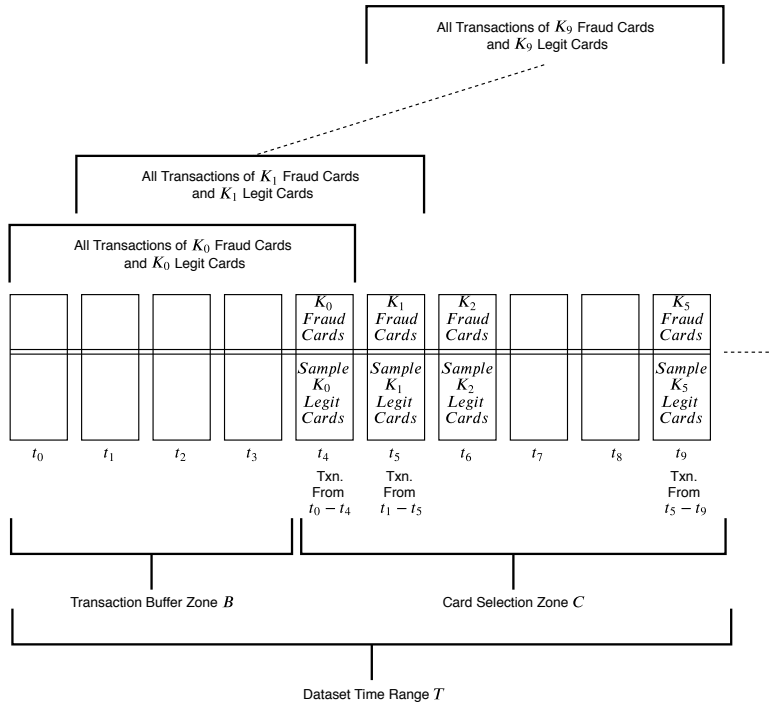 All Transactions of K₉ Fraud Cards
and K₉ Legit Cards
All Transactions of K₁ Fraud Cards
and K₁ Legit Cards
All Transactions of K₀ Fraud Cards
and K₀ Legit Cards
K₀
Fraud
Cards
K₁
Fraud
Cards
K₂
Fraud
Cards
K₅
Fraud
Cards
Sample
K₀
Legit
Cards
Sample
K₁
Legit
Cards
Sample
K₂
Legit
Cards
Sample
K₅
Legit
Cards
t₀ t₁ t₂ t₃ t₄ t₅ t₆ t₇ t₈ t₉
Txn.
From
t₀ − t₄
Txn.
From
t₁ − t₅
Txn.
From
t₅ − t₉
Transaction Buffer Zone B
Card Selection Zone C
Dataset Time Range T